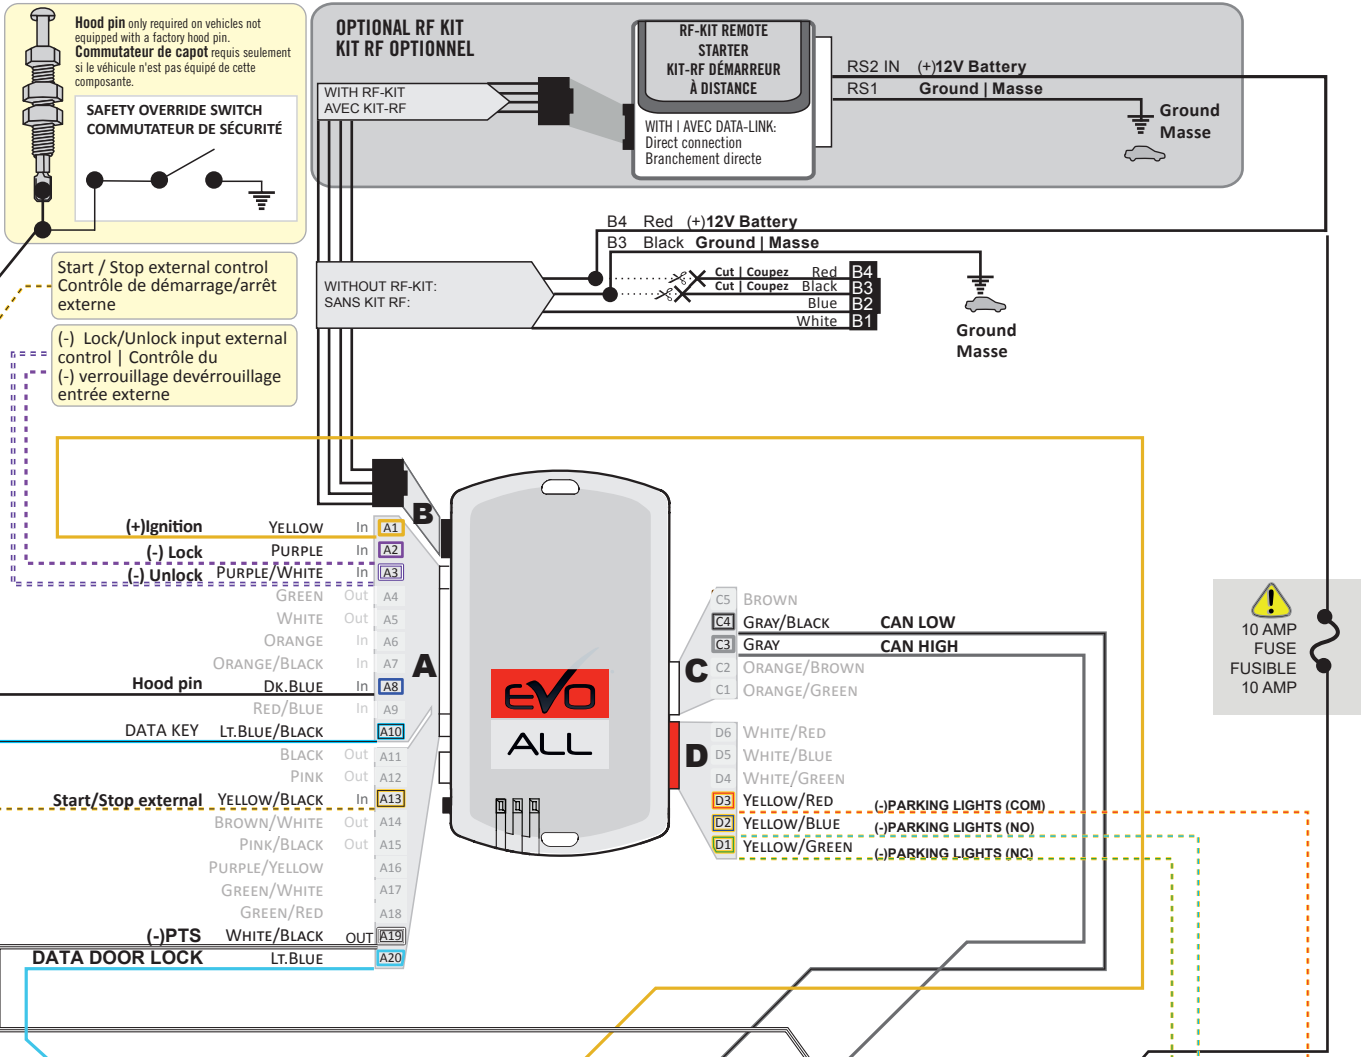 Hood pin only required on vehicles not
equipped with a factory hood pin.
Commutateur de capot requis seulement
si le véhicule n'est pas équipé de cette
composante.
SAFETY OVERRIDE SWITCH
COMMUTATEUR DE SÉCURITÉ
Start / Stop external control
Contrôle de démarrage/arrêt
externe
(-) Lock/Unlock input external
control | Contrôle du
(-) verrouillage devérrouillage
entrée externe
OPTIONAL RF KIT
KIT RF OPTIONNEL
WITH RF-KIT
AVEC KIT-RF
RF-KIT REMOTE
STARTER
KIT-RF DÉMARREUR
À DISTANCE
WITH I AVEC DATA-LINK:
Direct connection
Branchement directe
RS2 IN (+)12V Battery
RS1 Ground | Masse
Ground
Masse
B4 Red (+)12V Battery
B3 Black Ground | Masse
WITHOUT RF-KIT:
SANS KIT RF:
Cut | Coupez Red B4
Cut | Coupez Black B3
Blue B2
White B1
Ground
Masse
B
(+)Ignition YELLOW In A1
(-) Lock PURPLE In A2
(-) Unlock PURPLE/WHITE In A3
GREEN Out A4
WHITE Out A5
ORANGE In A6
ORANGE/BLACK In A7
Hood pin DK.BLUE In A8
RED/BLUE In A9
DATA KEY LT.BLUE/BLACK A10
BLACK Out A11
PINK Out A12
Start/Stop external YELLOW/BLACK In A13
BROWN/WHITE Out A14
PINK/BLACK Out A15
PURPLE/YELLOW A16
GREEN/WHITE A17
GREEN/RED A18
(-)PTS WHITE/BLACK OUT A19
DATA DOOR LOCK LT.BLUE A20
A
EVO
ALL
C
C5 BROWN
C4 GRAY/BLACK CAN LOW
C3 GRAY CAN HIGH
C2 ORANGE/BROWN
C1 ORANGE/GREEN
D
D6 WHITE/RED
D5 WHITE/BLUE
D4 WHITE/GREEN
D3 YELLOW/RED (-)PARKING LIGHTS (COM)
D2 YELLOW/BLUE (-)PARKING LIGHTS (NO)
D1 YELLOW/GREEN (-)PARKING LIGHTS (NC)
10 AMP
FUSE
FUSIBLE
10 AMP